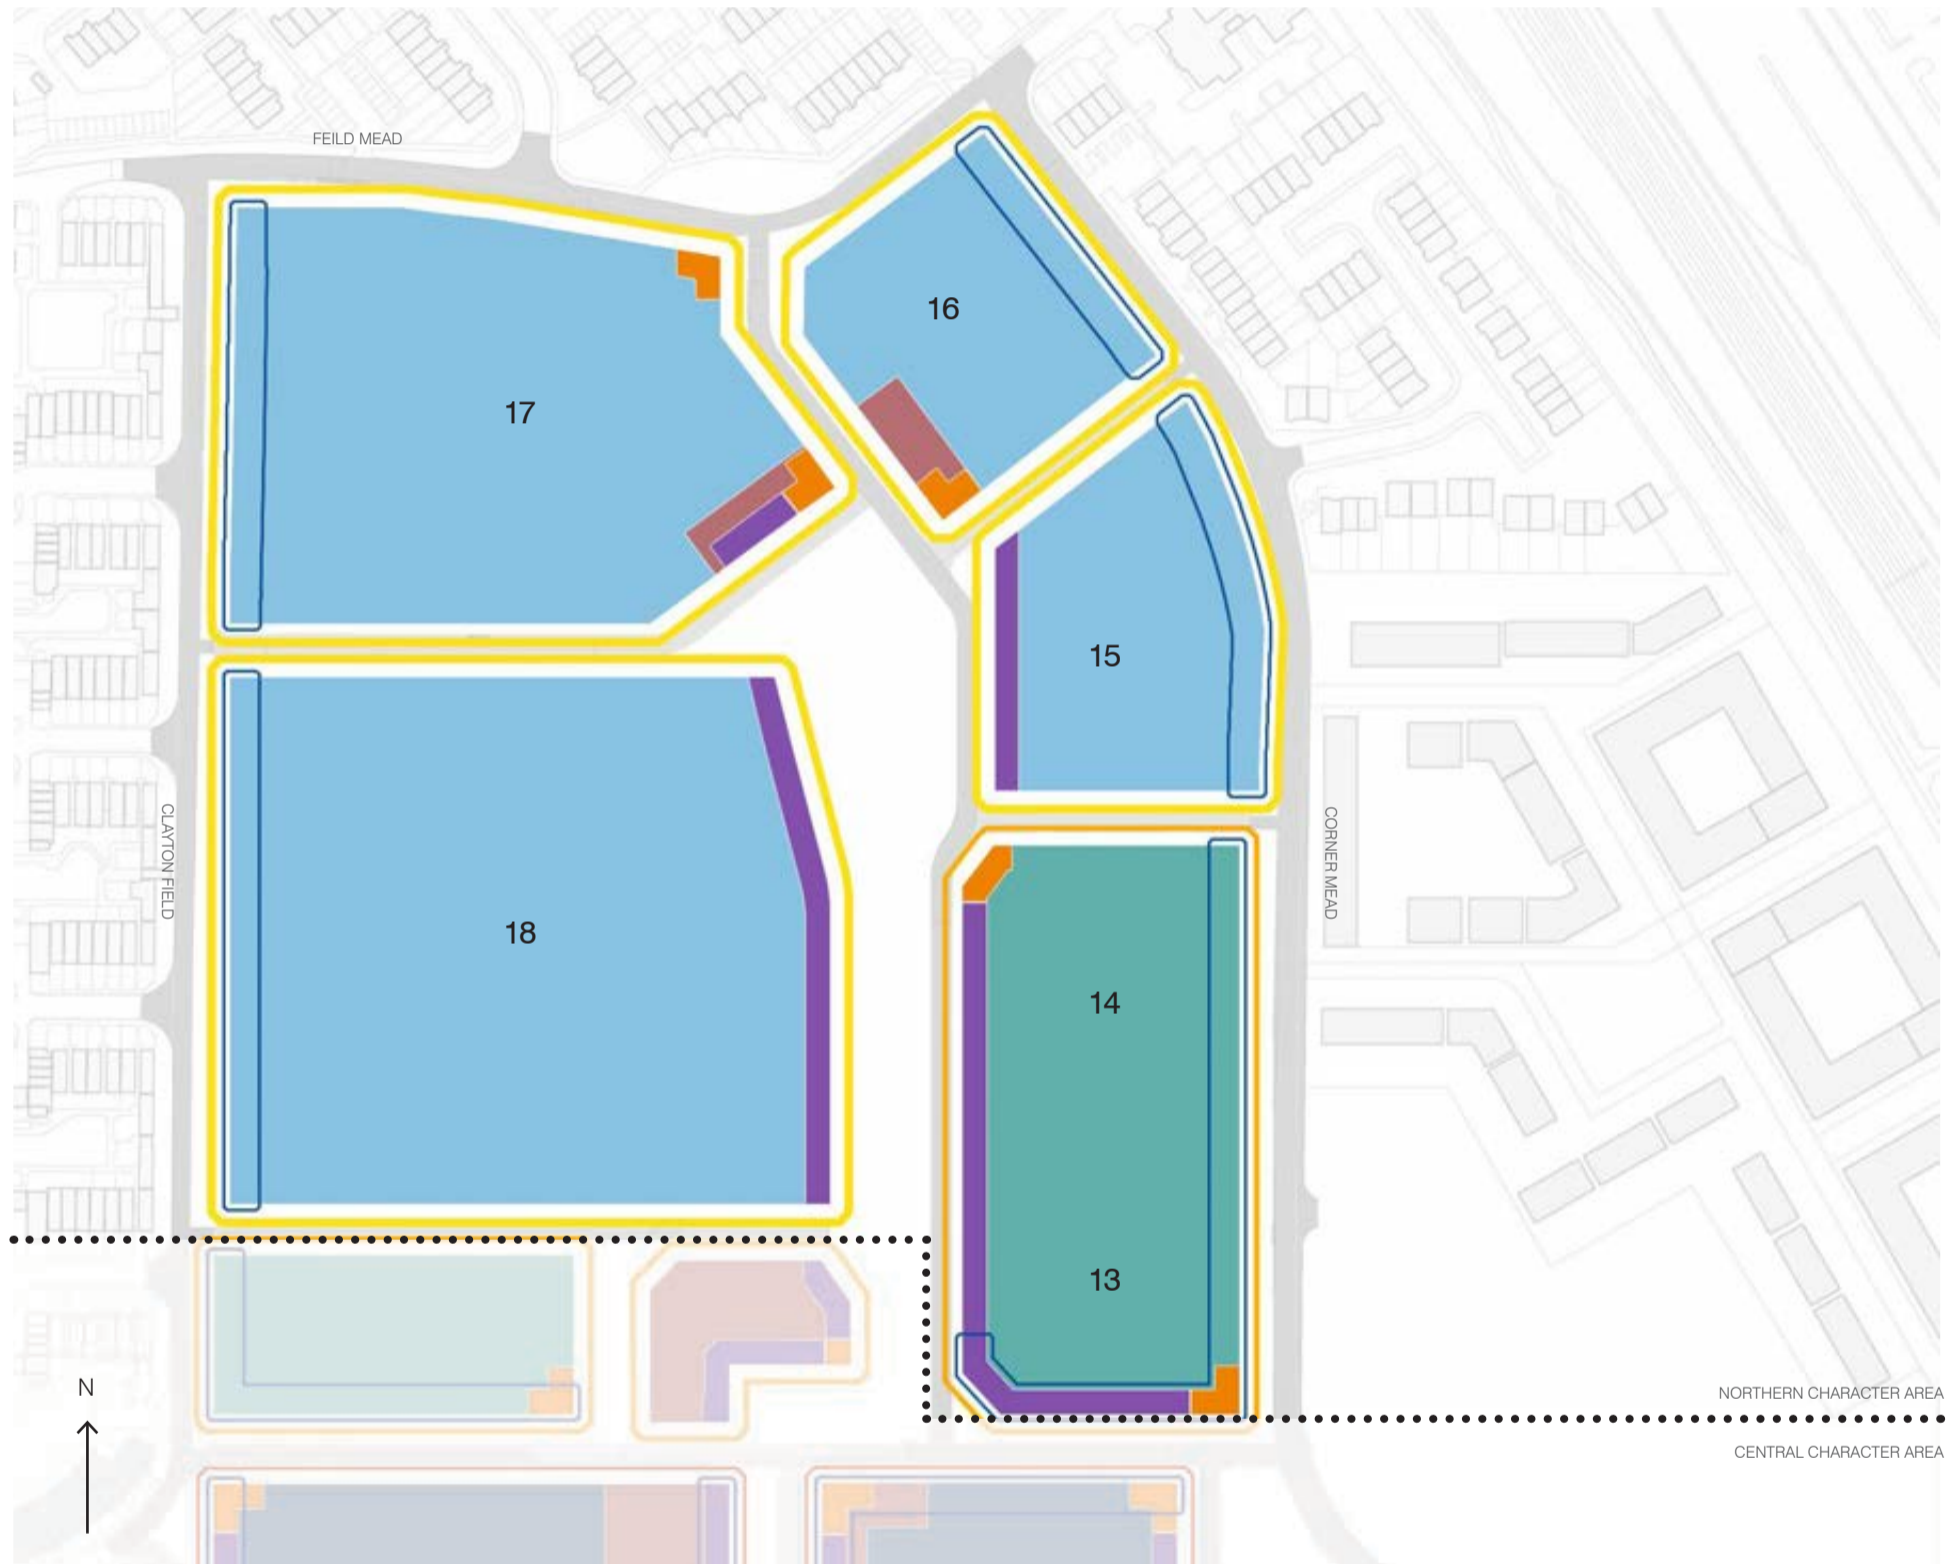 FEILD MEAD
16
17
15
CLAYTON FIELD
CORNER MEAD
18
14
13
N
NORTHERN CHARACTER AREA
CENTRAL CHARACTER AREA